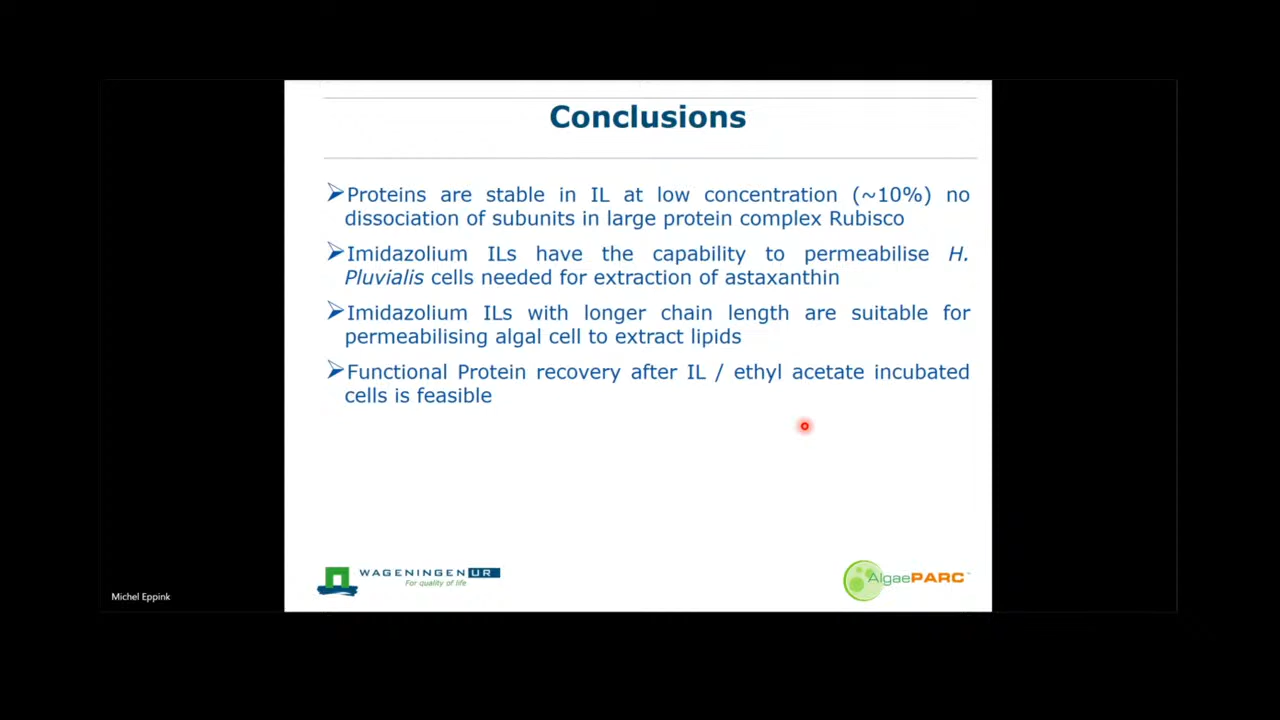 Conclusions
➢Proteins are stable in IL at low concentration (~10%) no
dissociation of subunits in large protein complex Rubisco
➢Imidazolium ILs have the capability to permeabilise H.
Pluvialis cells needed for extraction of astaxanthin
➢Imidazolium ILs with longer chain length are suitable for
permeabilising algal cell to extract lipids
➢Functional Protein recovery after IL / ethyl acetate incubated
cells is feasible
WAGENINGEN UR
For quality of life
AlgaePARC™
Michel Eppink